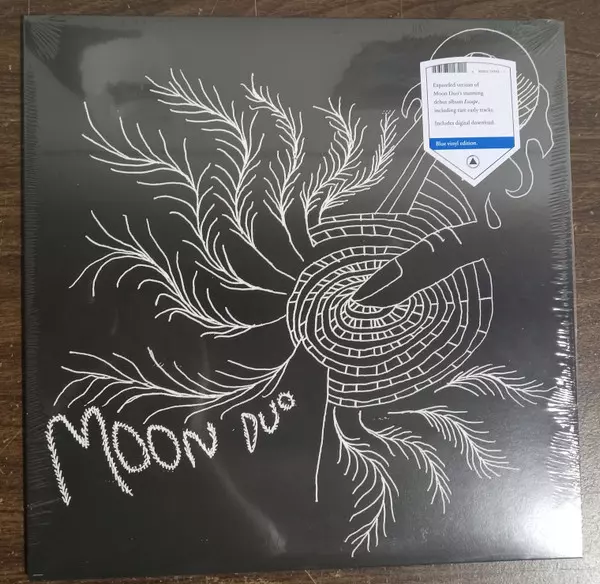 Expanded version of
Moon Duo's stunning
debut album Escape,
including rare early tracks.
Includes digital download.
Blue vinyl edition.
MOON DUO